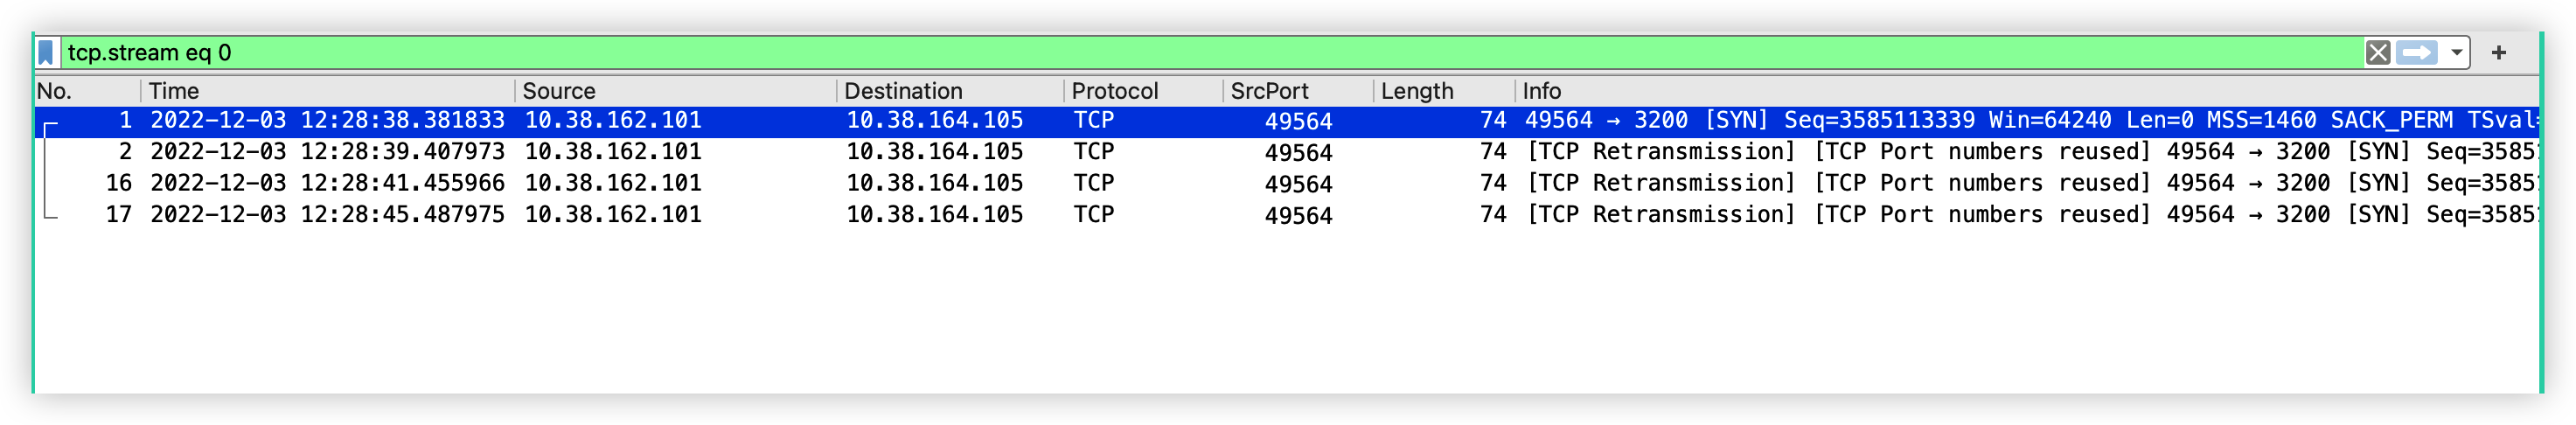 tcp.stream eq 0
No. Time Source Destination Protocol SrcPort Length Info
1 2022-12-03 12:28:38.381833 10.38.162.101 10.38.164.105 TCP 49564 74 49564 → 3200 [SYN] Seq=3585113339 Win=64240 Len=0 MSS=1460 SACK_PERM TSval=
2 2022-12-03 12:28:39.407973 10.38.162.101 10.38.164.105 TCP 49564 74 [TCP Retransmission] [TCP Port numbers reused] 49564 → 3200 [SYN] Seq=3585
16 2022-12-03 12:28:41.455966 10.38.162.101 10.38.164.105 TCP 49564 74 [TCP Retransmission] [TCP Port numbers reused] 49564 → 3200 [SYN] Seq=3585
17 2022-12-03 12:28:45.487975 10.38.162.101 10.38.164.105 TCP 49564 74 [TCP Retransmission] [TCP Port numbers reused] 49564 → 3200 [SYN] Seq=3585